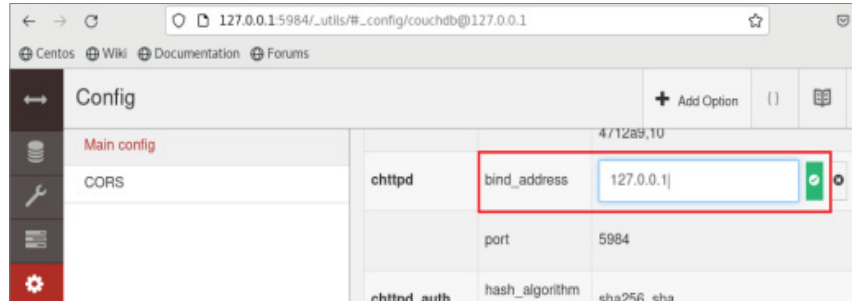 127.0.0.1:5984/_utils/#_config/couchdb@127.0.0.1
Centos Wiki Documentation Forums
Config
Add Option { }
Main config
CORS
4712a9,10
chttpd bind_address 127.0.0.1
port 5984
chttpd_auth hash_algorithm sha256, sha